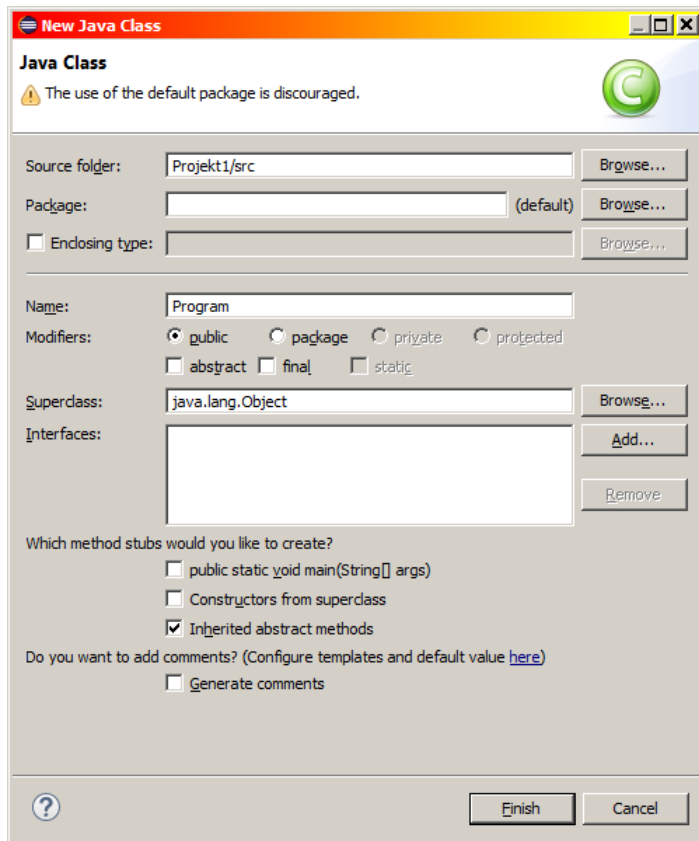 New Java Class
Java Class
The use of the default package is discouraged.
C
Source folder: Projekt1/src Browse...
Package: (default) Browse...
Enclosing type: Browse...
Name: Program
Modifiers: public package private protected
abstract final static
Superclass: java.lang.Object Browse...
Interfaces: Add...
Remove
Which method stubs would you like to create?
public static void main(String[] args)
Constructors from superclass
Inherited abstract methods
Do you want to add comments? (Configure templates and default value here)
Generate comments
? Finish Cancel